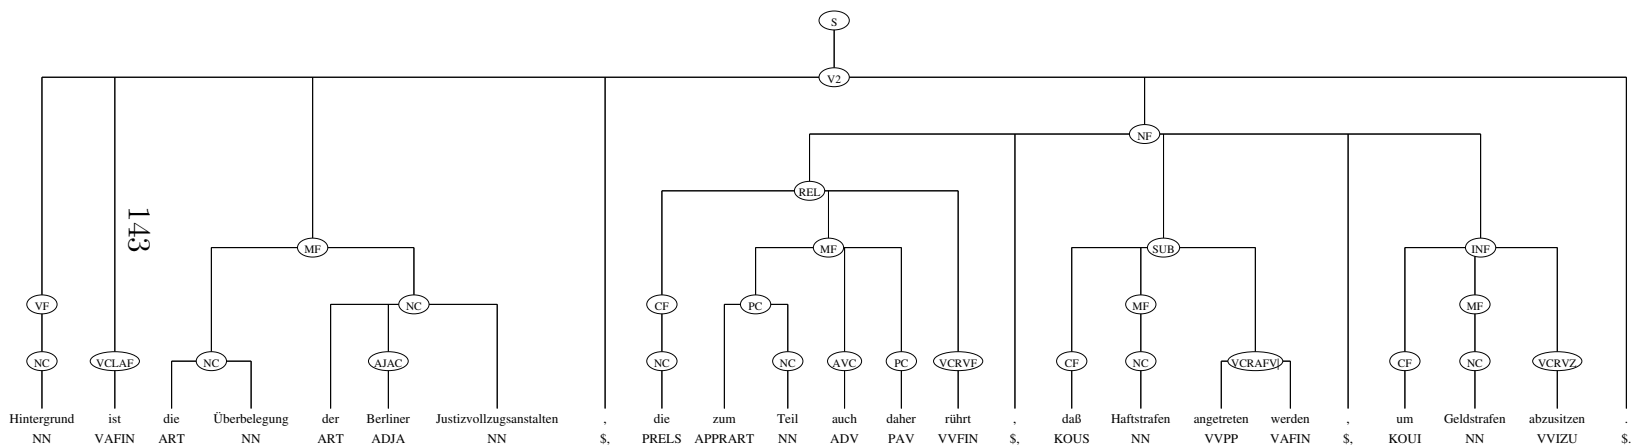 S
V2
NF
REL
143
MF MF SUB INF
VF NC CF PC MF MF
NC VCLAF NC AJAC NC NC AVC PC VCRVF CF NC VCRAFVf CF NC VCRVZ
Hintergrund ist die Überbelegung der Berliner Justizvollzugsanstalten , die zum Teil auch daher rührt , daß Haftstrafen angetreten werden , um Geldstrafen abzusitzen .
NN VAFIN ART NN ART ADJA NN $, PRELS APPRART NN ADV PAV VVFIN $, KOUS NN VVPP VAFIN $, KOUI NN VVIZU $.